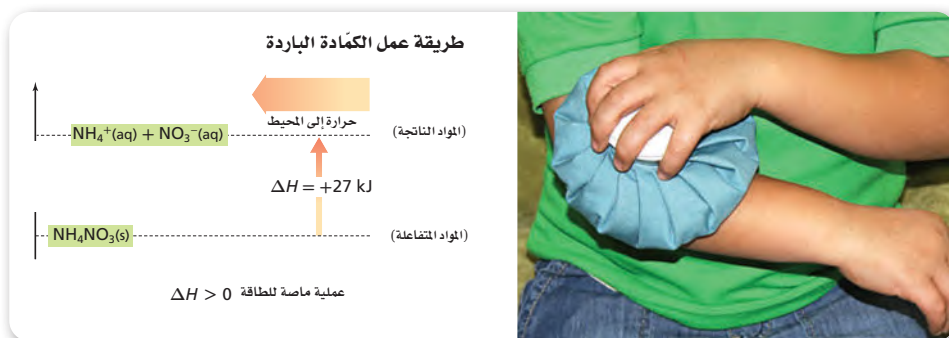 طريقة عمل الكمّادة الباردة
حرارة إلى المحيط
NH₄⁺(aq) + NO₃⁻(aq)
(المواد الناتجة)
ΔH = +27 kJ
NH₄NO₃(s)
(المواد المتفاعلة)
عملية ماصة للطاقة ΔH > 0